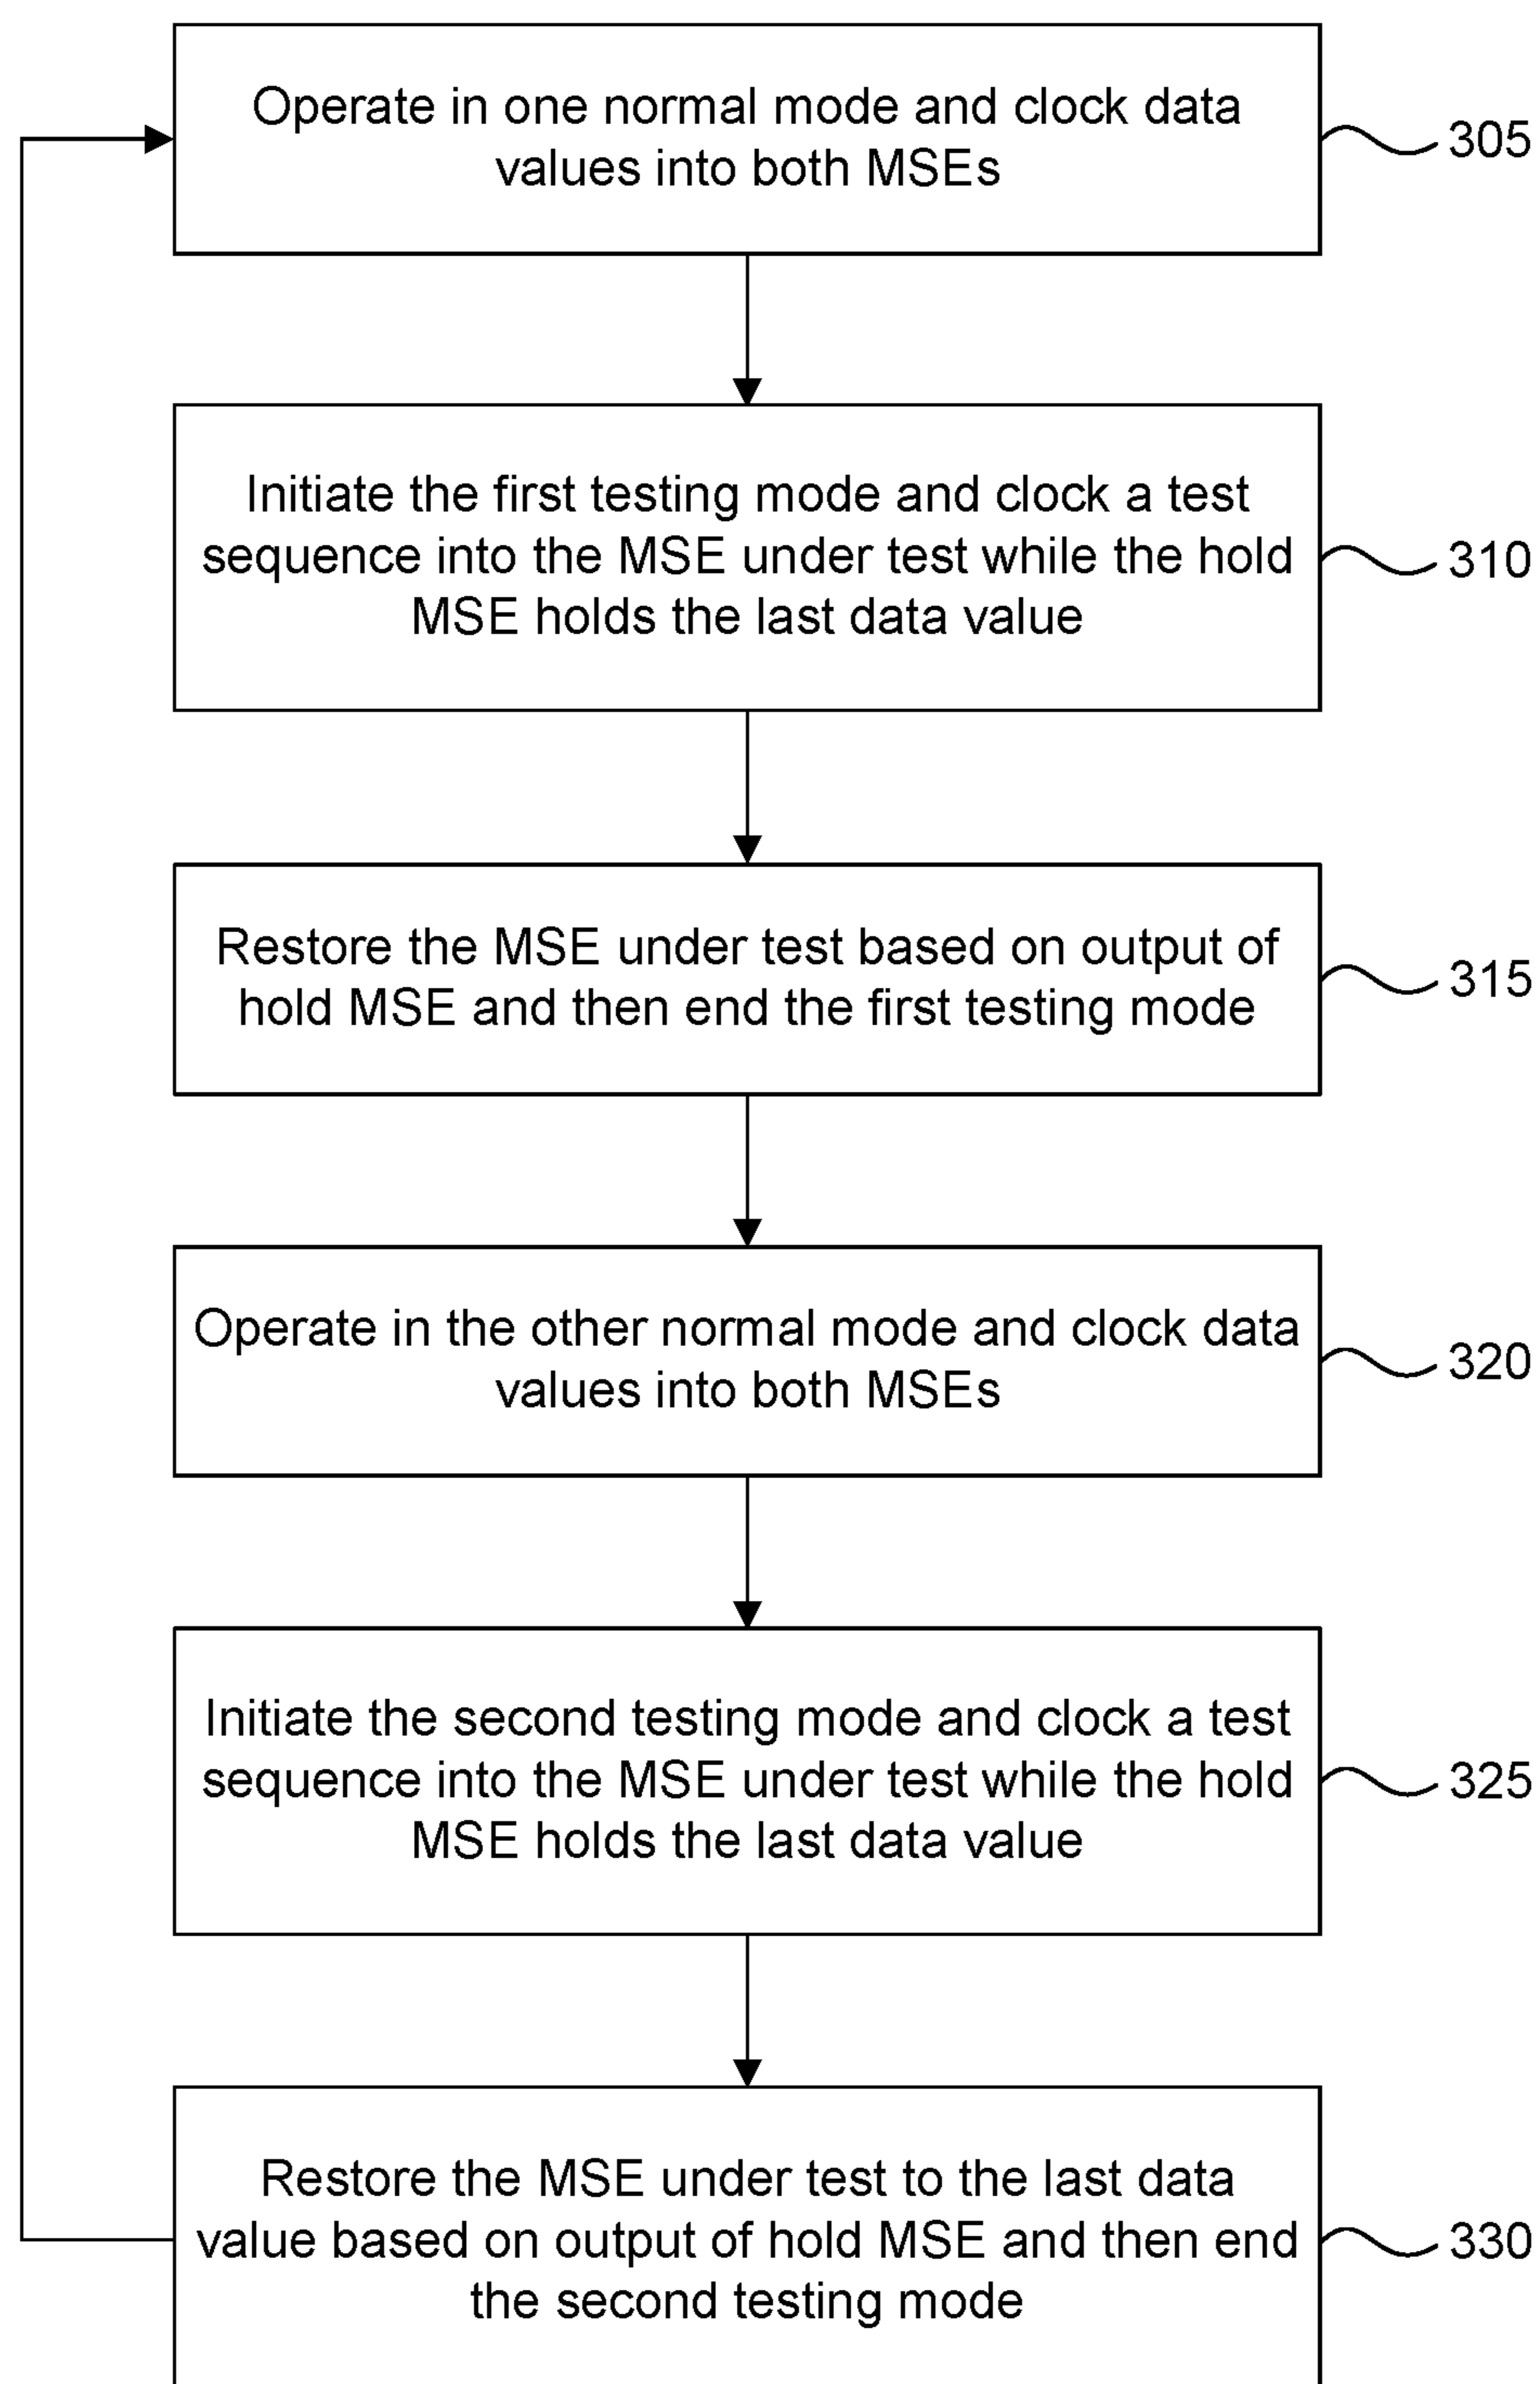 Operate in one normal mode and clock data
values into both MSEs
305
Initiate the first testing mode and clock a test
sequence into the MSE under test while the hold
MSE holds the last data value
310
Restore the MSE under test based on output of
hold MSE and then end the first testing mode
315
Operate in the other normal mode and clock data
values into both MSEs
320
Initiate the second testing mode and clock a test
sequence into the MSE under test while the hold
MSE holds the last data value
325
Restore the MSE under test to the last data
value based on output of hold MSE and then end
the second testing mode
330